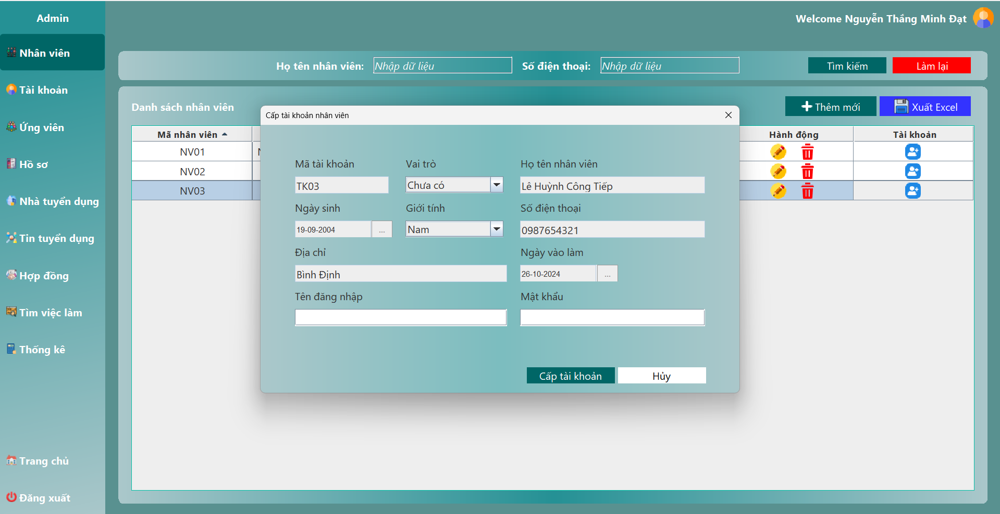 Admin
Welcome Nguyễn Thắng Minh Đạt
Nhân viên
Tài khoản
Ứng viên
Hồ sơ
Nhà tuyển dụng
Tin tuyển dụng
Hợp đồng
Tìm việc làm
Thống kê
Trang chủ
Đăng xuất
Họ tên nhân viên: Nhập dữ liệu Số điện thoại: Nhập dữ liệu Tìm kiếm Làm lại
Danh sách nhân viên Thêm mới Xuất Excel
Mã nhân viên Hành động Tài khoản
NV01
NV02
NV03
Cấp tài khoản nhân viên
Mã tài khoản Vai trò Họ tên nhân viên
TK03 Chưa có Lê Huỳnh Công Tiếp
Ngày sinh Giới tính Số điện thoại
19-09-2004 ... Nam 0987654321
Địa chỉ Ngày vào làm
Bình Định 26-10-2024 ...
Tên đăng nhập Mật khẩu
Cấp tài khoản Hủy